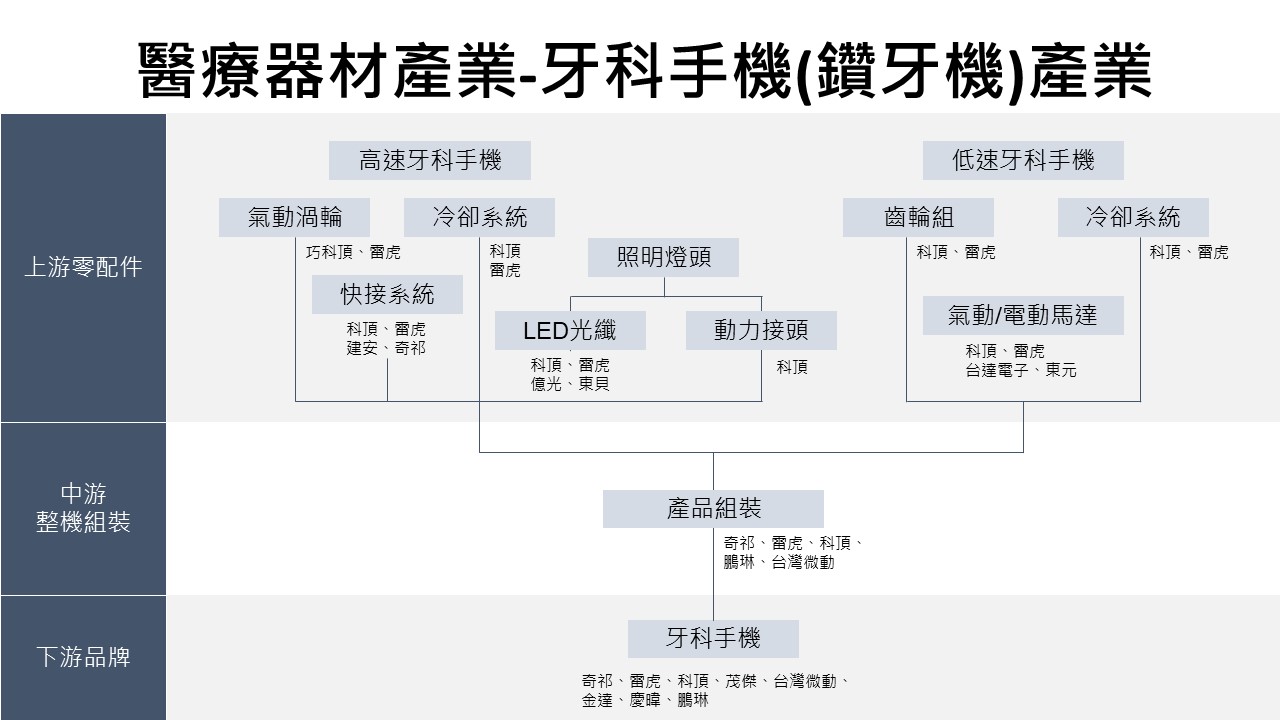 醫療器材產業-牙科手機(鑽牙機)產業
上游零配件
高速牙科手機
低速牙科手機
氣動渦輪
巧科頂、雷虎
冷卻系統
科頂
雷虎
快接系統
科頂、雷虎
建安、奇祁
照明燈頭
LED光纖
科頂、雷虎
億光、東貝
動力接頭
科頂
齒輪組
科頂、雷虎
冷卻系統
科頂、雷虎
氣動/電動馬達
科頂、雷虎
台達電子、東元
中游
整機組裝
產品組裝
奇祁、雷虎、科頂、
鵬琳、台灣微動
下游品牌
牙科手機
奇祁、雷虎、科頂、茂傑、台灣微動、
金達、慶暐、鵬琳